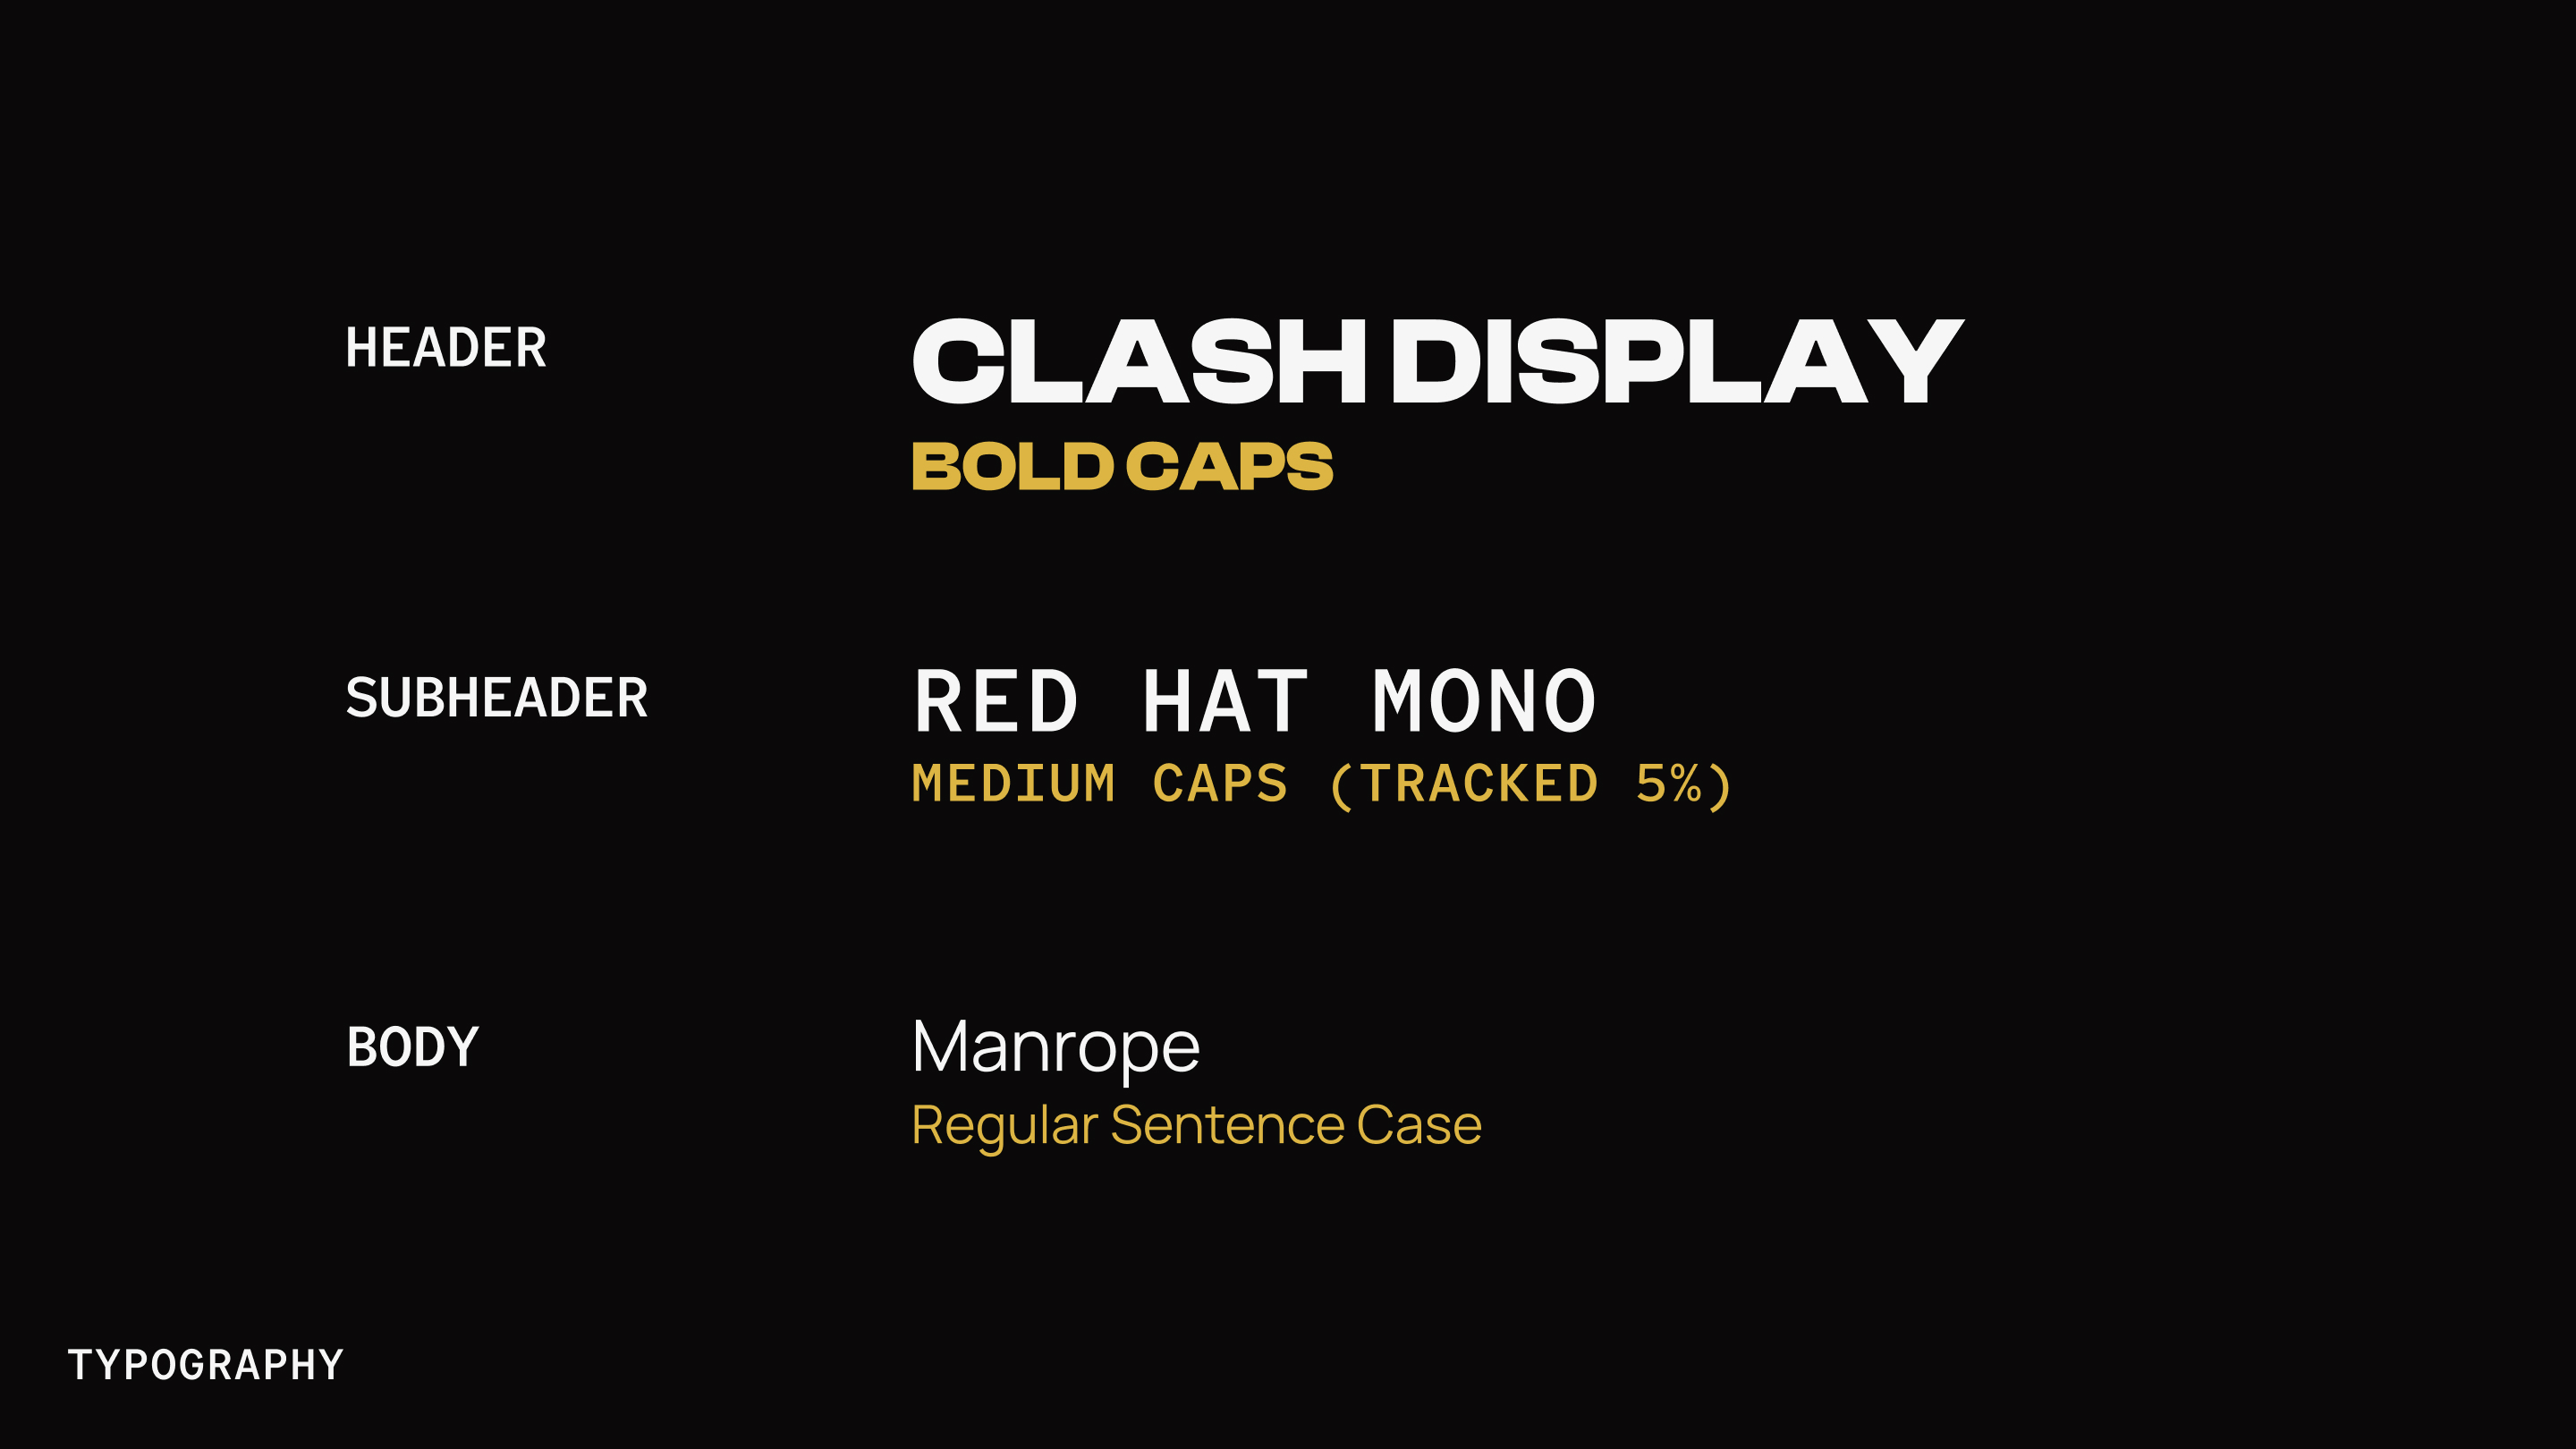 HEADER
CLASH DISPLAY
BOLD CAPS
SUBHEADER
RED HAT MONO
MEDIUM CAPS (TRACKED 5%)
BODY
Manrope
Regular Sentence Case
TYPOGRAPHY